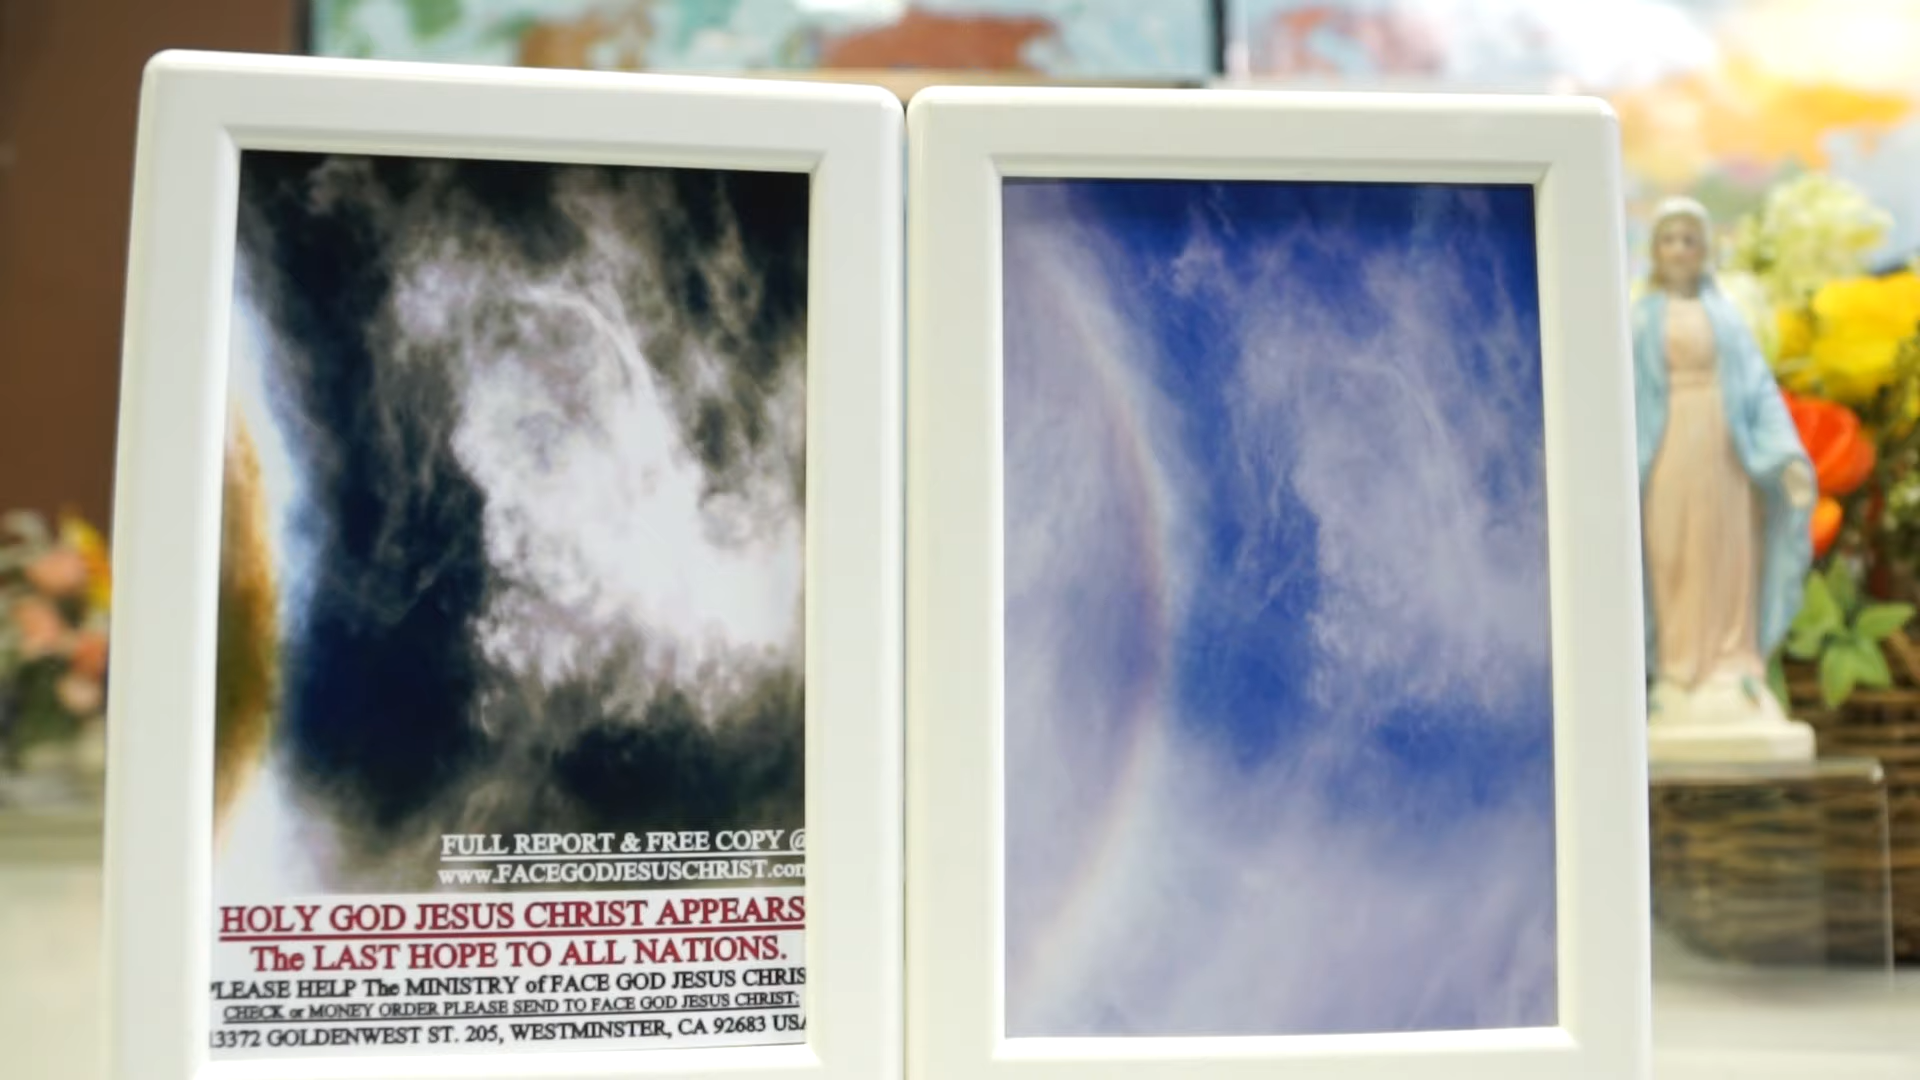 FULL REPORT & FREE COPY @
www.FACEGODJESUSCHRIST.com
HOLY GOD JESUS CHRIST APPEARS
The LAST HOPE TO ALL NATIONS.
PLEASE HELP The MINISTRY of FACE GOD JESUS CHRIS
CHECK or MONEY ORDER PLEASE SEND TO FACE GOD JESUS CHRIST:
13372 GOLDENWEST ST. 205, WESTMINSTER, CA 92683 USA